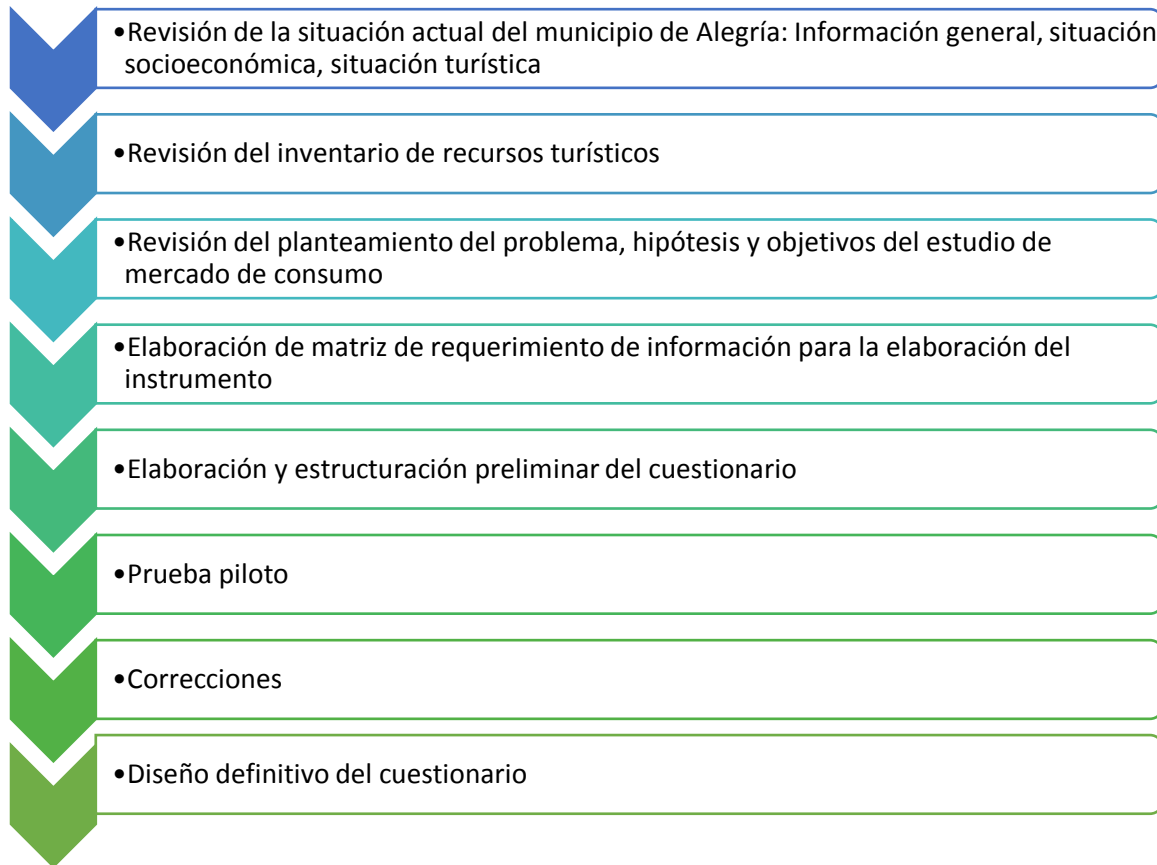 •Revisión de la situación actual del municipio de Alegría: Información general, situación
socioeconómica, situación turística
•Revisión del inventario de recursos turísticos
•Revisión del planteamiento del problema, hipótesis y objetivos del estudio de
mercado de consumo
•Elaboración de matriz de requerimiento de información para la elaboración del
instrumento
•Elaboración y estructuración preliminar del cuestionario
•Prueba piloto
•Correcciones
•Diseño definitivo del cuestionario